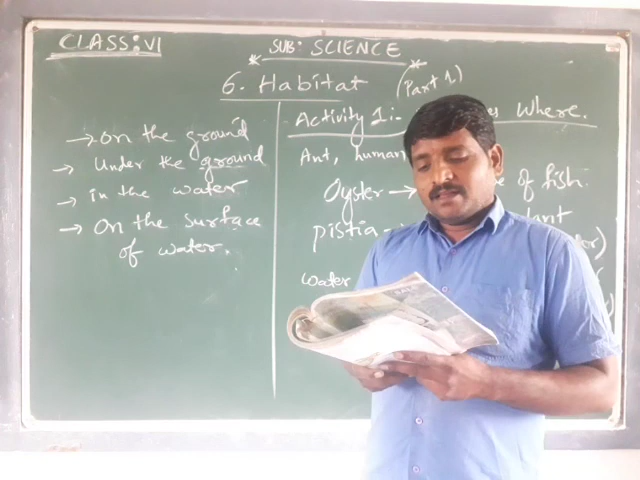 CLASS: VI
SUB: SCIENCE
6. Habitat (Part 1)
→ on the ground
→ Under the ground
→ in the water
→ On the surface
of water.
Activity 1:- Where.
Ant, human
Oyster → of fish.
pistia -
water